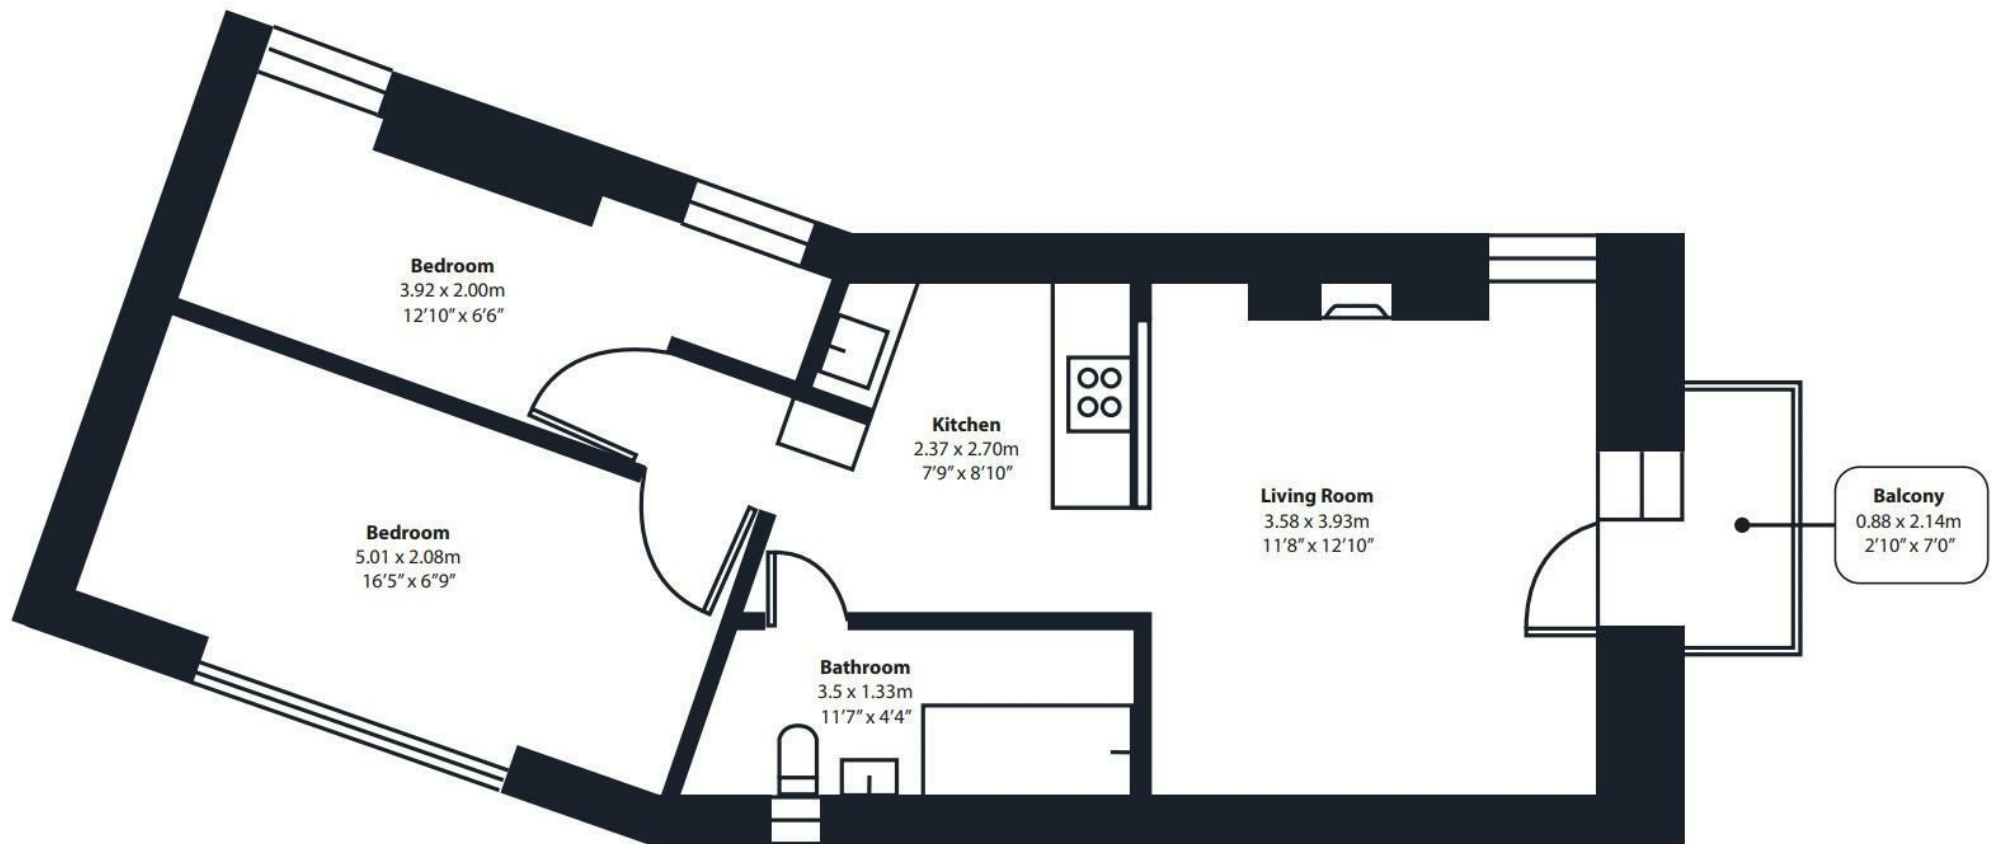 Bedroom
3.92 x 2.00m
12’10” x 6’6”
Bedroom
5.01 x 2.08m
16’5” x 6”9”
Kitchen
2.37 x 2.70m
7’9” x 8’10”
Bathroom
3.5 x 1.33m
11’7” x 4’4”
Living Room
3.58 x 3.93m
11’8” x 12’10”
Balcony
0.88 x 2.14m
2’10” x 7’0”